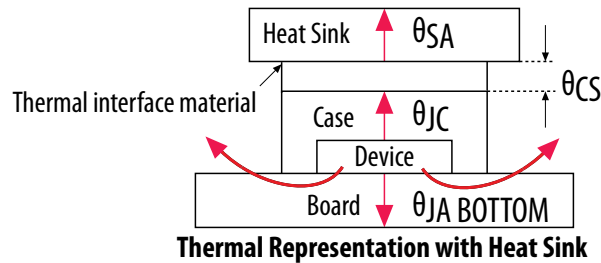 Heat Sink θSA
Thermal interface material
θCS
Case θJC
Device
Board θJA BOTTOM
Thermal Representation with Heat Sink